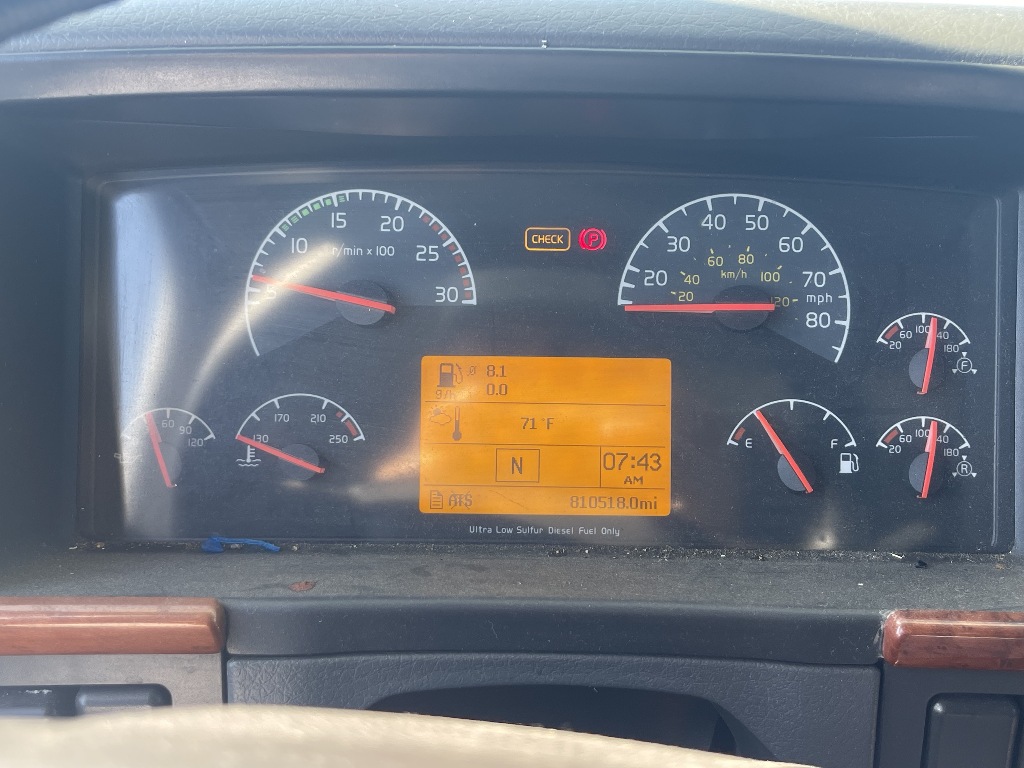 5 10 15 20 25 30
r/min x 100
CHECK
P
20 30 40 50 60 70 80
mph
20 40 60 80 100 120
km/h
20 60 100 140 180
F
60 90 120
130 170 210 250
8.1
0.0
71°F
N
07:43
AM
ATS
810518.0mi
E F
20 60 100 140 180
R
Ultra Low Sulfur Diesel Fuel Only